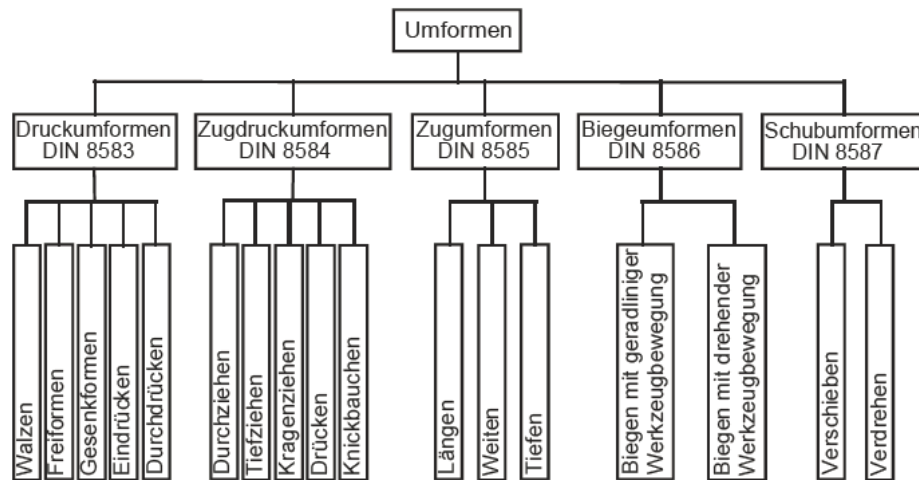 Umformen
Druckumformen
DIN 8583
Zugdruckumformen
DIN 8584
Zugumformen
DIN 8585
Biegeumformen
DIN 8586
Schubumformen
DIN 8587
Walzen
Freiformen
Gesenkformen
Eindrücken
Durchdrücken
Durchziehen
Tiefziehen
Kragenziehen
Drücken
Knickbauchen
Längen
Weiten
Tiefen
Biegen mit geradliniger
Werkzeugbewegung
Biegen mit drehender
Werkzeugbewegung
Verschieben
Verdrehen